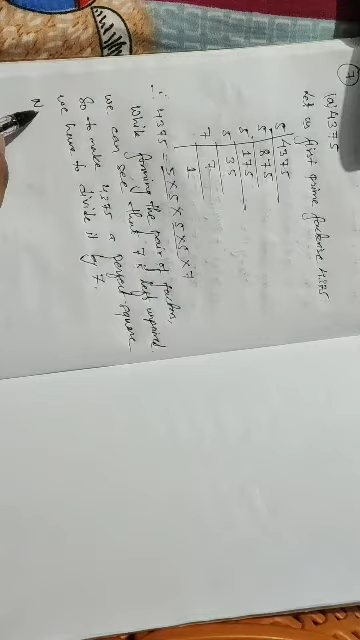 7
(a) 4375
Let us first prime factorise 4375
5 | 4375
5 | 875
5 | 175
5 | 35
7 | 7
1
∴ 4375 = 5 × 5 × 5 × 5 × 7
While forming the pair of factors,
we can see that 7 is left unpaired
So to make 4375 a perfect square
we have to divide it by 7.
N